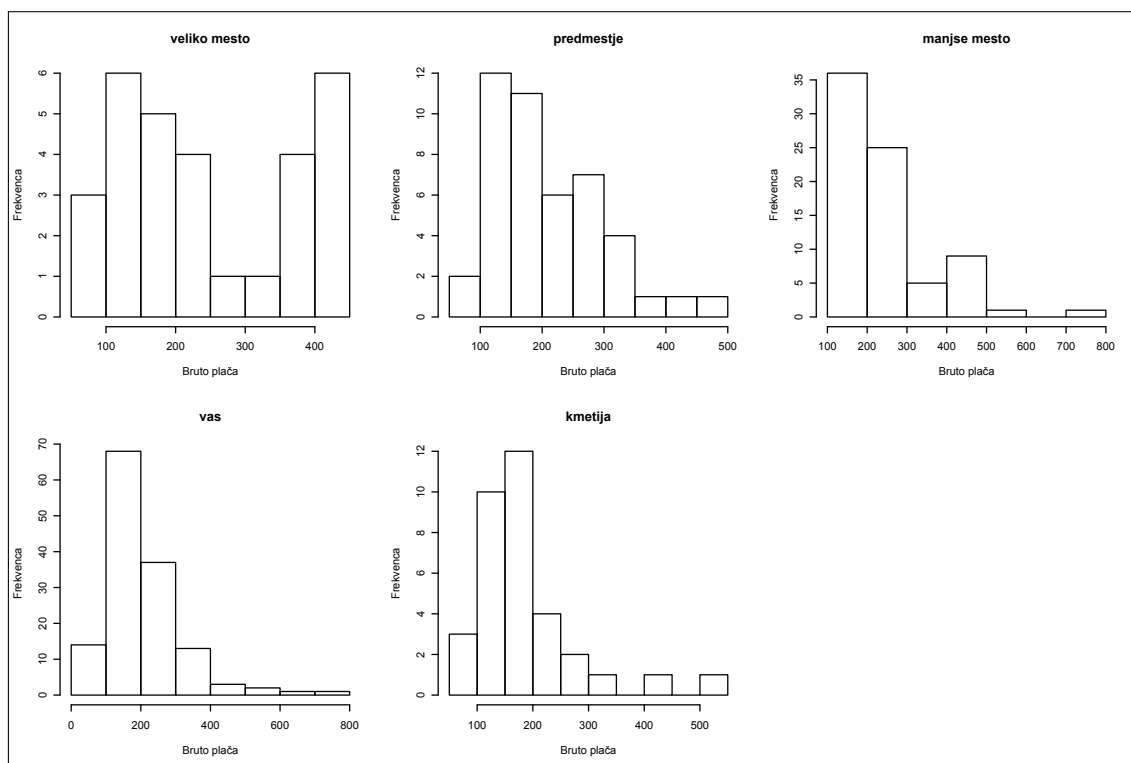 veliko mesto
Frekvenca
0 1 2 3 4 5 6
100 200 300 400
Bruto plača
predmestje
Frekvenca
0 2 4 6 8 10 12
100 200 300 400 500
Bruto plača
manjse mesto
Frekvenca
0 5 10 15 20 25 30 35
100 200 300 400 500 600 700 800
Bruto plača
vas
Frekvenca
0 10 20 30 40 50 60 70
0 200 400 600 800
Bruto plača
kmetija
Frekvenca
0 2 4 6 8 10 12
100 200 300 400 500
Bruto plača